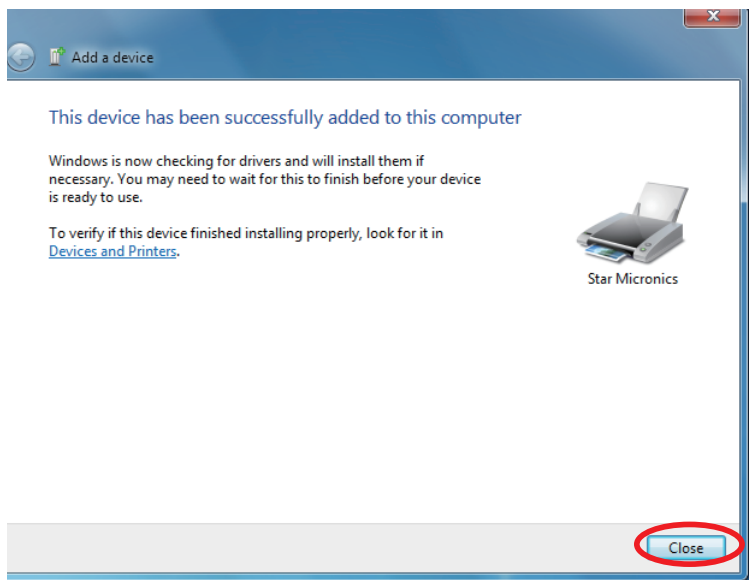 Add a device
This device has been successfully added to this computer
Windows is now checking for drivers and will install them if
necessary. You may need to wait for this to finish before your device
is ready to use.
To verify if this device finished installing properly, look for it in
Devices and Printers.
Star Micronics
Close